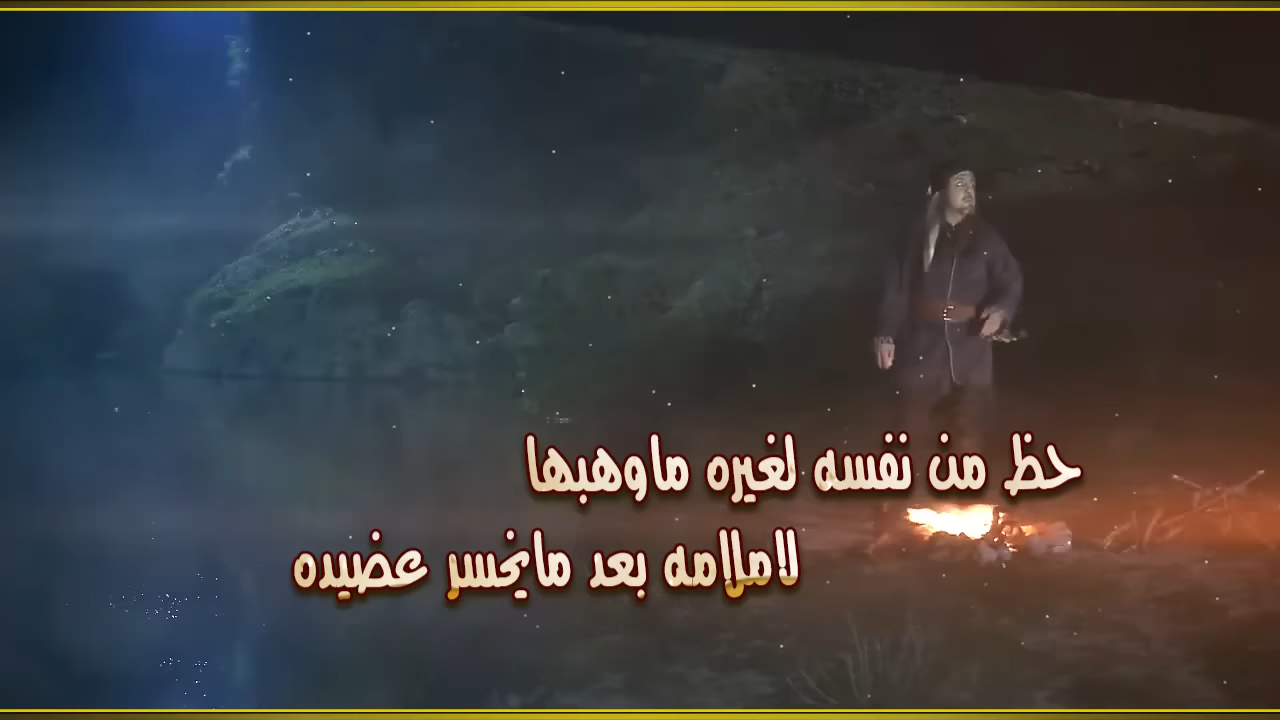 حظ من نفسه لغيره ماوهبها
لاملامه بعد مايخسر عضيده